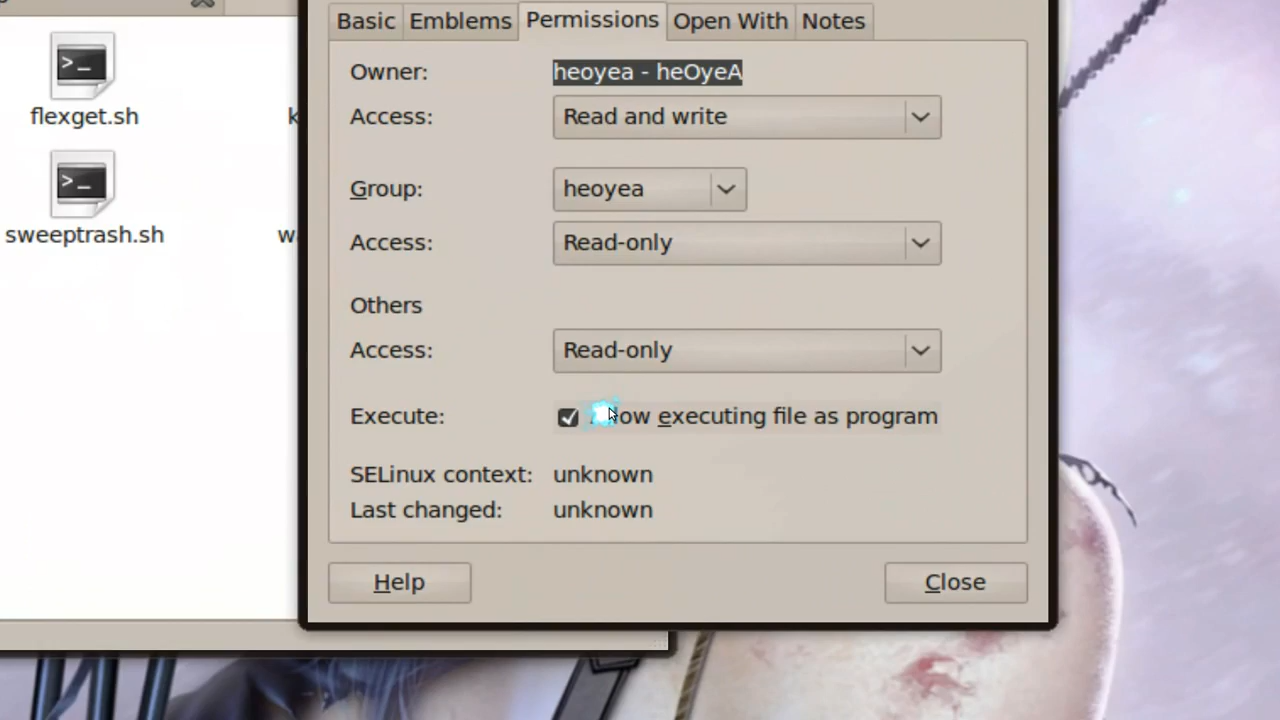 Basic Emblems Permissions Open With Notes
flexget.sh
sweeptrash.sh
Owner: heoyea - heOyeA
Access: Read and write
Group: heoyea
Access: Read-only
Others
Access: Read-only
Execute: executing file as program
SELinux context: unknown
Last changed: unknown
Help Close